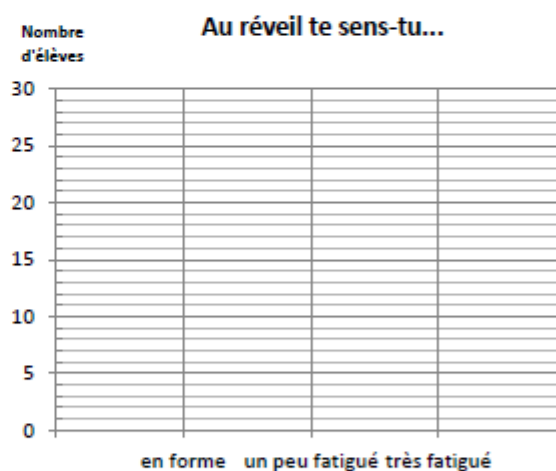 Au réveil te sens-tu...
Nombre
d'élèves
30
25
20
15
10
5
0
en forme un peu fatigué très fatigué